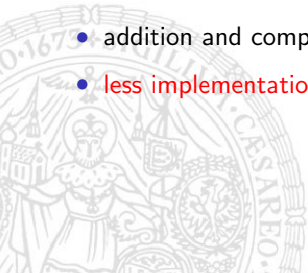 • addition and comp
• less implementatio